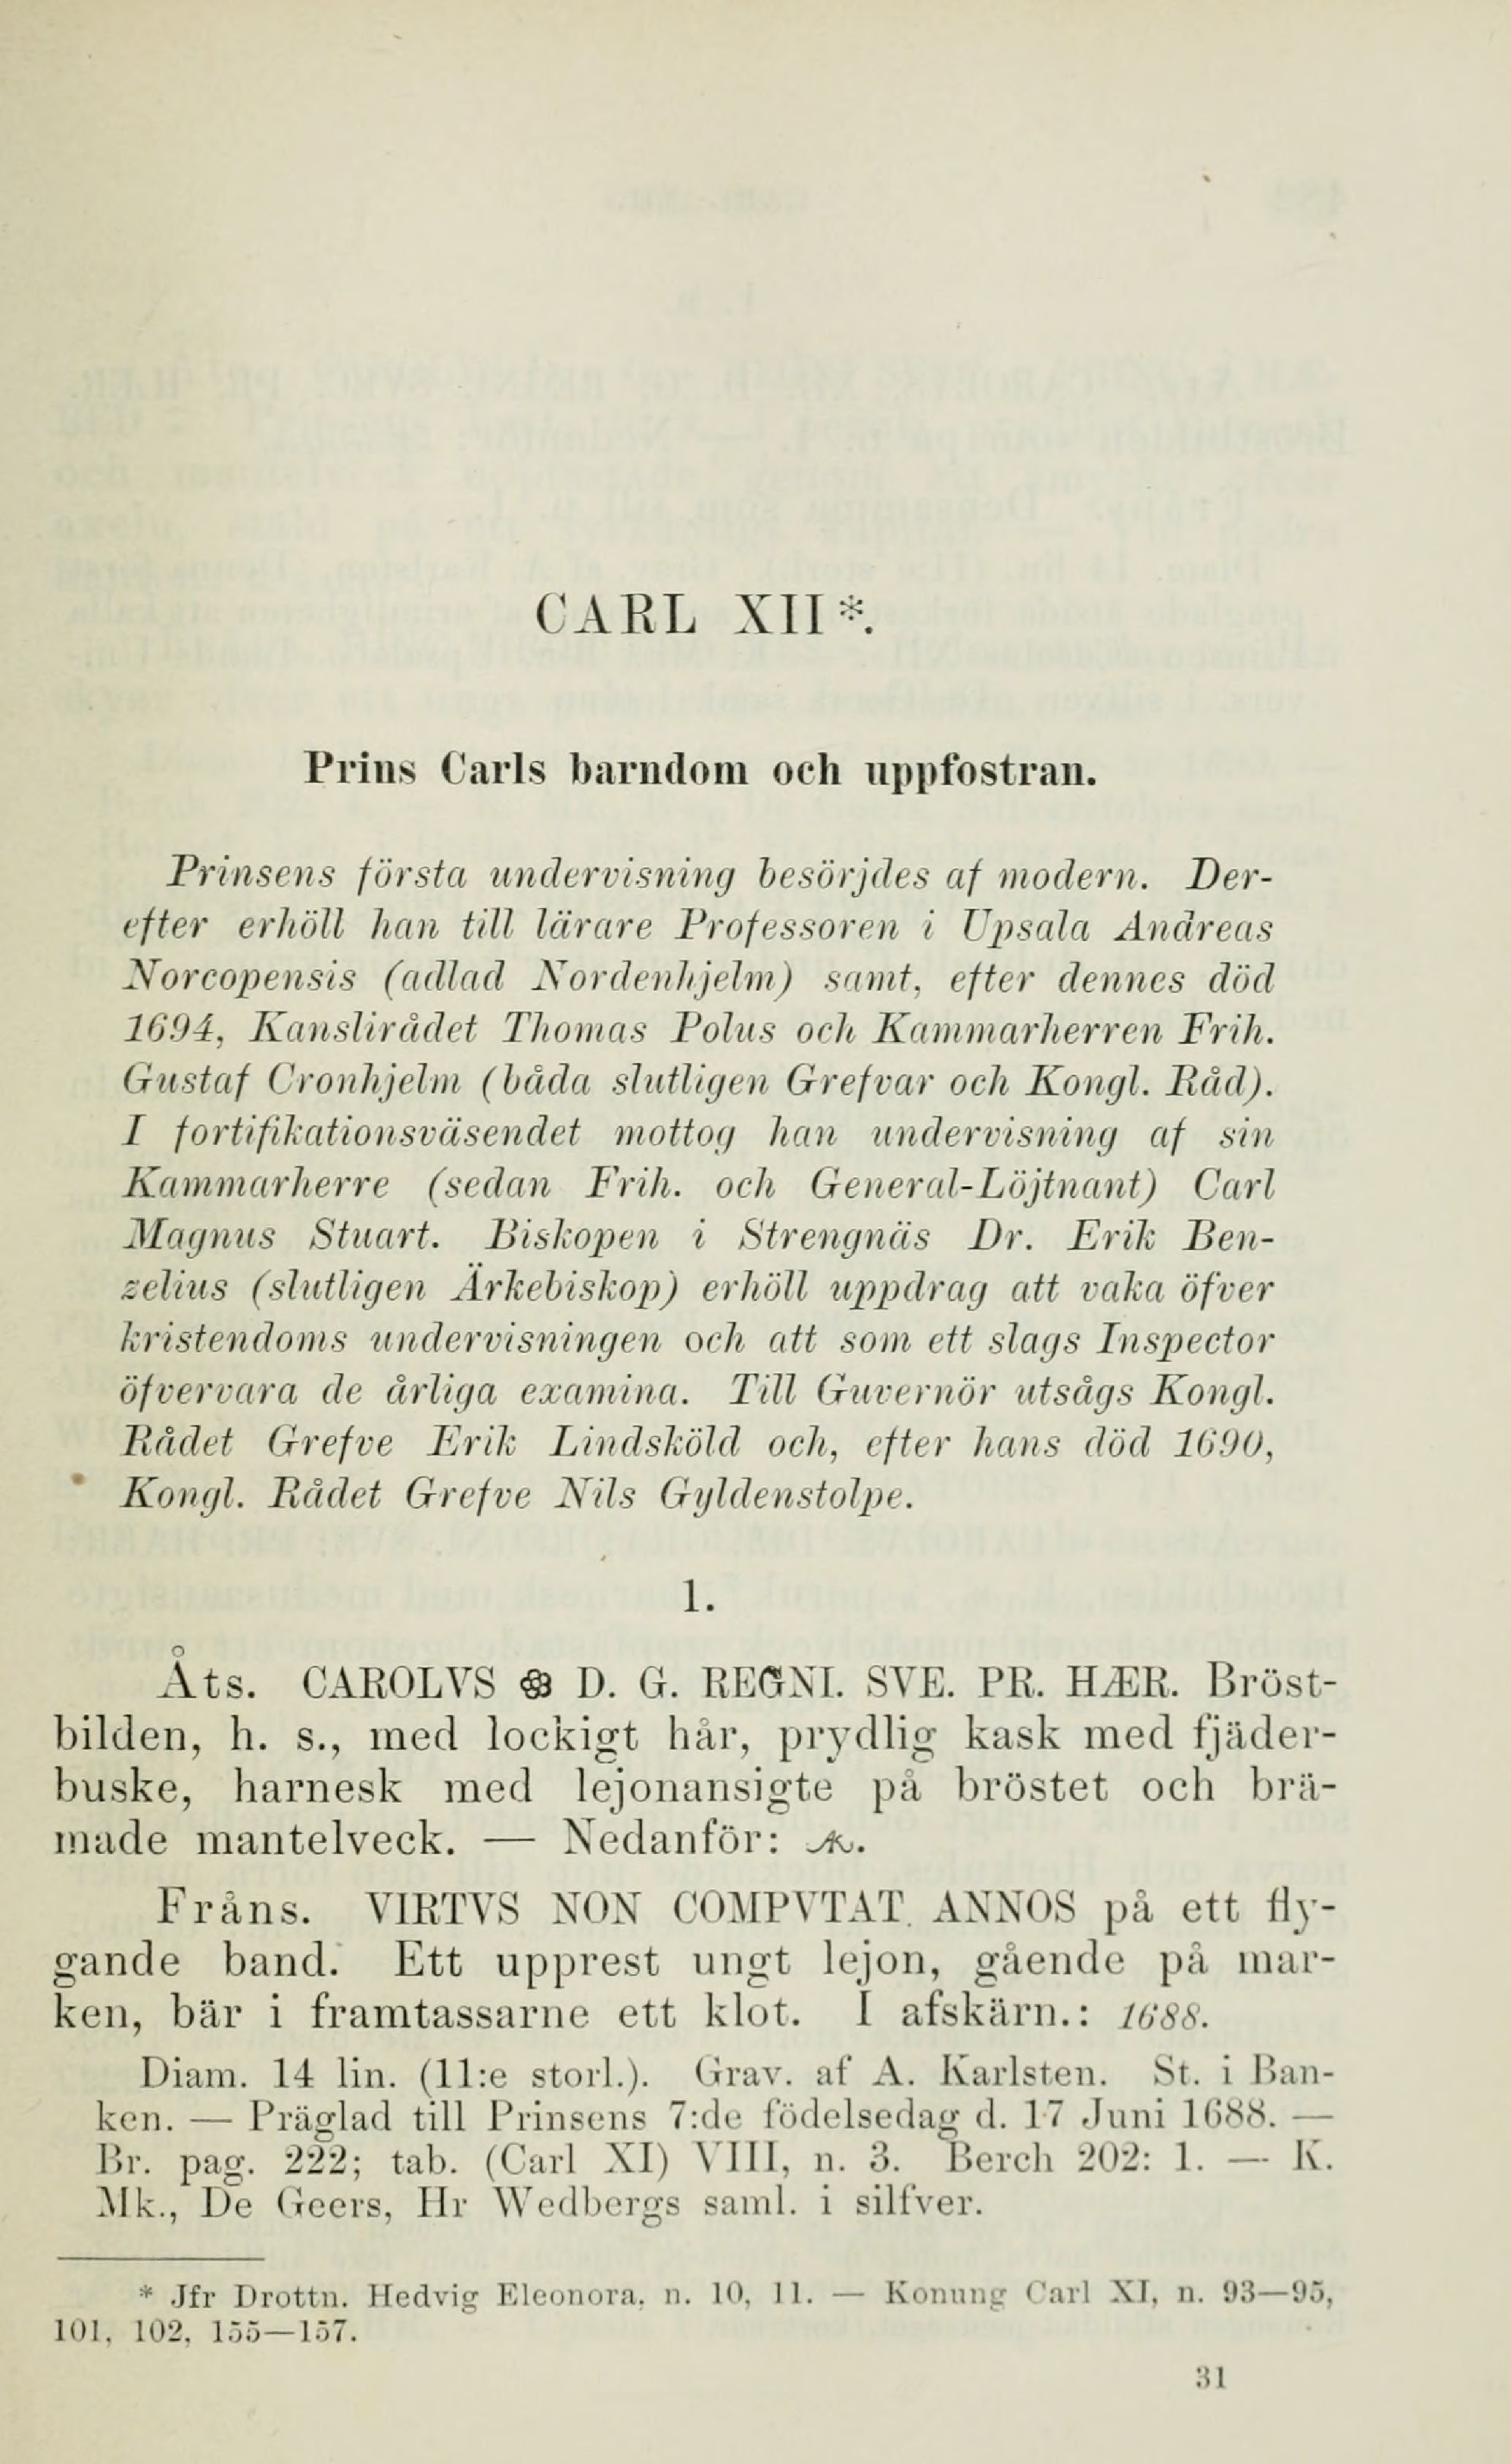 CARL XII*.
Prins Carls barndom och uppfostran.
Prinsens första undervisning besörjdes af modern. Der-
efter erhöll han till lärare Professoren i Upsala Andreas
Norcopensis (adlad Nordenhjelm) samt, efter dennes död
1694, Kanslirådet Thomas Polus och Kammarherren Frih.
Gustaf Cronhjelm (båda slutligen Grefvar och Kongl. Råd).
I fortifikationsväsendet mottog han undervisning af sin
Kammarherre (sedan Frih. och General-Löjtnant) Carl
Magnus Stuart. Biskopen i Strengnäs Dr. Erik Ben-
zelius (slutligen Ärkebiskop) erhöll uppdrag att vaka öfver
kristendoms undervisningen och att som ett slags Inspector
öfvervara de årliga examina. Till Guvernör utsågs Kongl.
Rådet Grefve Erik Lindsköld och, efter hans död 1690,
Kongl. Rådet Grefve Nils Gyldenstolpe.
1.
Åts. CAROLVS ꕥ D. G. REGNI. SVE. PR. HÆR. Bröst-
bilden, h. s., med lockigt hår, prydlig kask med fjäder-
buske, harnesk med lejonansigte på bröstet och brä-
made mantelveck. — Nedanför: AK.
Fråns. VIRTVS NON COMPVTAT ANNOS på ett fly-
gande band. Ett upprest ungt lejon, gående på mar-
ken, bär i framtassarne ett klot. I afskärn.: 1688.
Diam. 14 lin. (11:e storl.). Grav. af A. Karlsten. St. i Ban-
ken. — Präglad till Prinsens 7:de födelsedag d. 17 Juni 1688. —
Br. pag. 222; tab. (Carl XI) VIII, n. 3. Berch 202: 1. — K.
Mk., De Geers, Hr Wedbergs saml. i silfver.
* Jfr Drottn. Hedvig Eleonora, n. 10, 11. — Konung Carl XI, n. 93—95,
101, 102, 155—157.
31